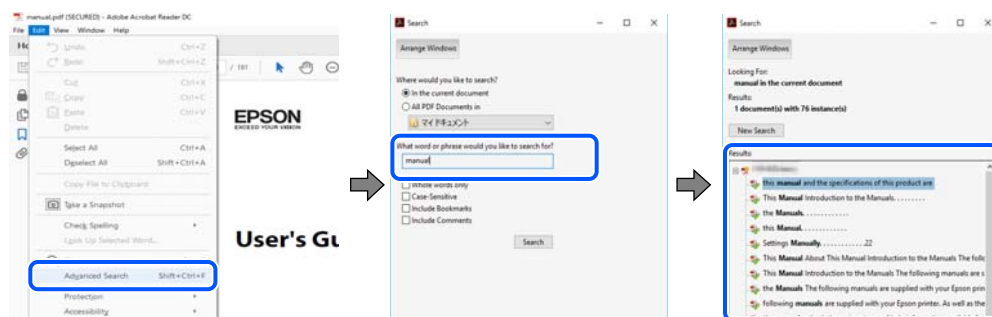 manual.pdf (SECURED) - Adobe Acrobat Reader DC
File Edit View Window Help
Undo Ctrl+Z
Redo Shift+Ctrl+Z
Cut Ctrl+X
Copy Ctrl+C
Paste Ctrl+V
Delete
Select All Ctrl+A
Deselect All Shift+Ctrl+A
Copy File to Clipboard
Take a Snapshot
Check Spelling
Look Up Selected Word...
Advanced Search Shift+Ctrl+F
Protection
Accessibility
/ 181
EPSON
EXCEED YOUR VISION
User's Gu
Search
Arrange Windows
Where would you like to search?
In the current document
All PDF Documents in
マイ ドキュメント
What word or phrase would you like to search for?
manual
Whole words only
Case-Sensitive
Include Bookmarks
Include Comments
Search
Search
Arrange Windows
Looking For:
manual in the current document
Results:
1 document(s) with 76 instance(s)
New Search
Results:
this manual and the specifications of this product are
This Manual Introduction to the Manuals. . . . . . . . .
the Manuals. . . . . . . . . . . .
this Manual. . . . . . . . . . . .
Settings Manually. . . . . . . . . . . . .22
This Manual About This Manual Introduction to the Manuals The follo
This Manual Introduction to the Manuals The following manuals are s
the Manuals The following manuals are supplied with your Epson prin
following manuals are supplied with your Epson printer. As well as the